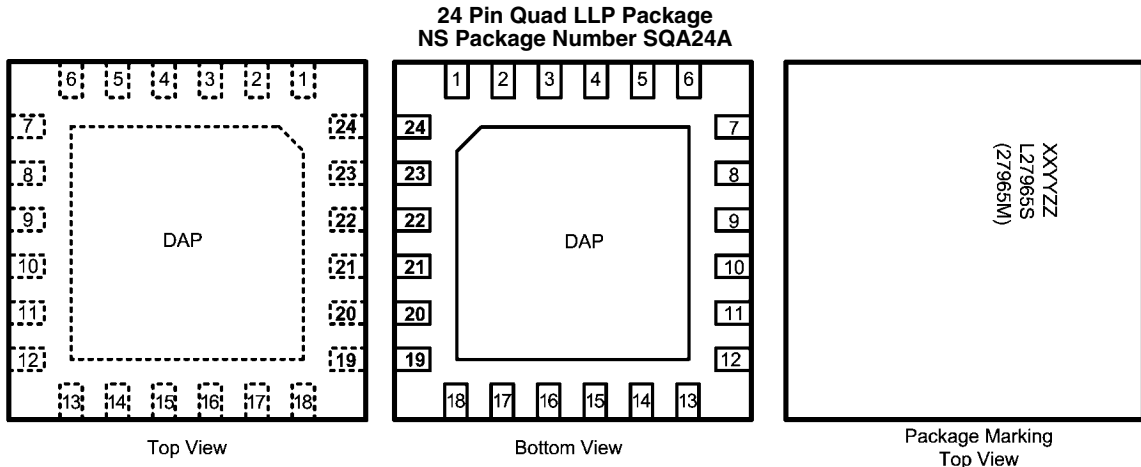 24 Pin Quad LLP Package
NS Package Number SQA24A
6 5 4 3 2 1
7
8
9
10
11
12
24
23
22
21
20
19
DAP
13 14 15 16 17 18
Top View
1 2 3 4 5 6
24
23
22
21
20
19
7
8
9
10
11
12
DAP
18 17 16 15 14 13
Bottom View
XXYYZZ
L27965S
(27965M)
Package Marking
Top View